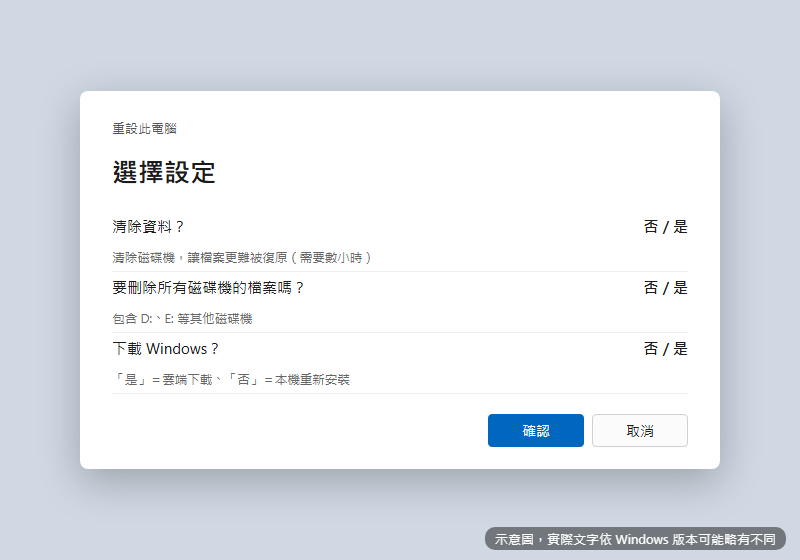 重設此電腦
選擇設定
清除資料？ 否 / 是
清除磁碟機，讓檔案更難被復原（需要數小時）
要刪除所有磁碟機的檔案嗎？ 否 / 是
包含 D:、E: 等其他磁碟機
下載 Windows？ 否 / 是
「是」= 雲端下載、「否」= 本機重新安裝
確認 取消
示意圖，實際文字依 Windows 版本可能略有不同